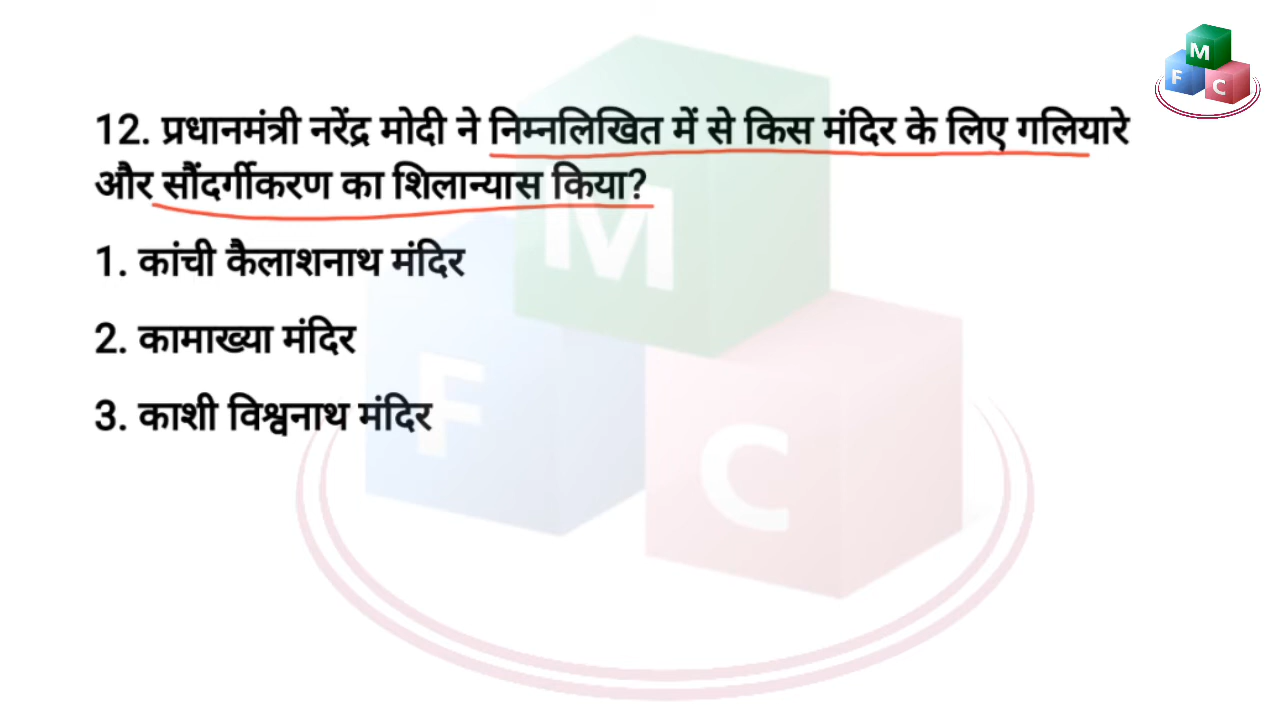 M
F
C
12. प्रधानमंत्री नरेंद्र मोदी ने निम्नलिखित में से किस मंदिर के लिए गलियारे
और सौंदर्गीकरण का शिलान्यास किया?
1. कांची कैलाशनाथ मंदिर
2. कामाख्या मंदिर
3. काशी विश्वनाथ मंदिर
M
F
C